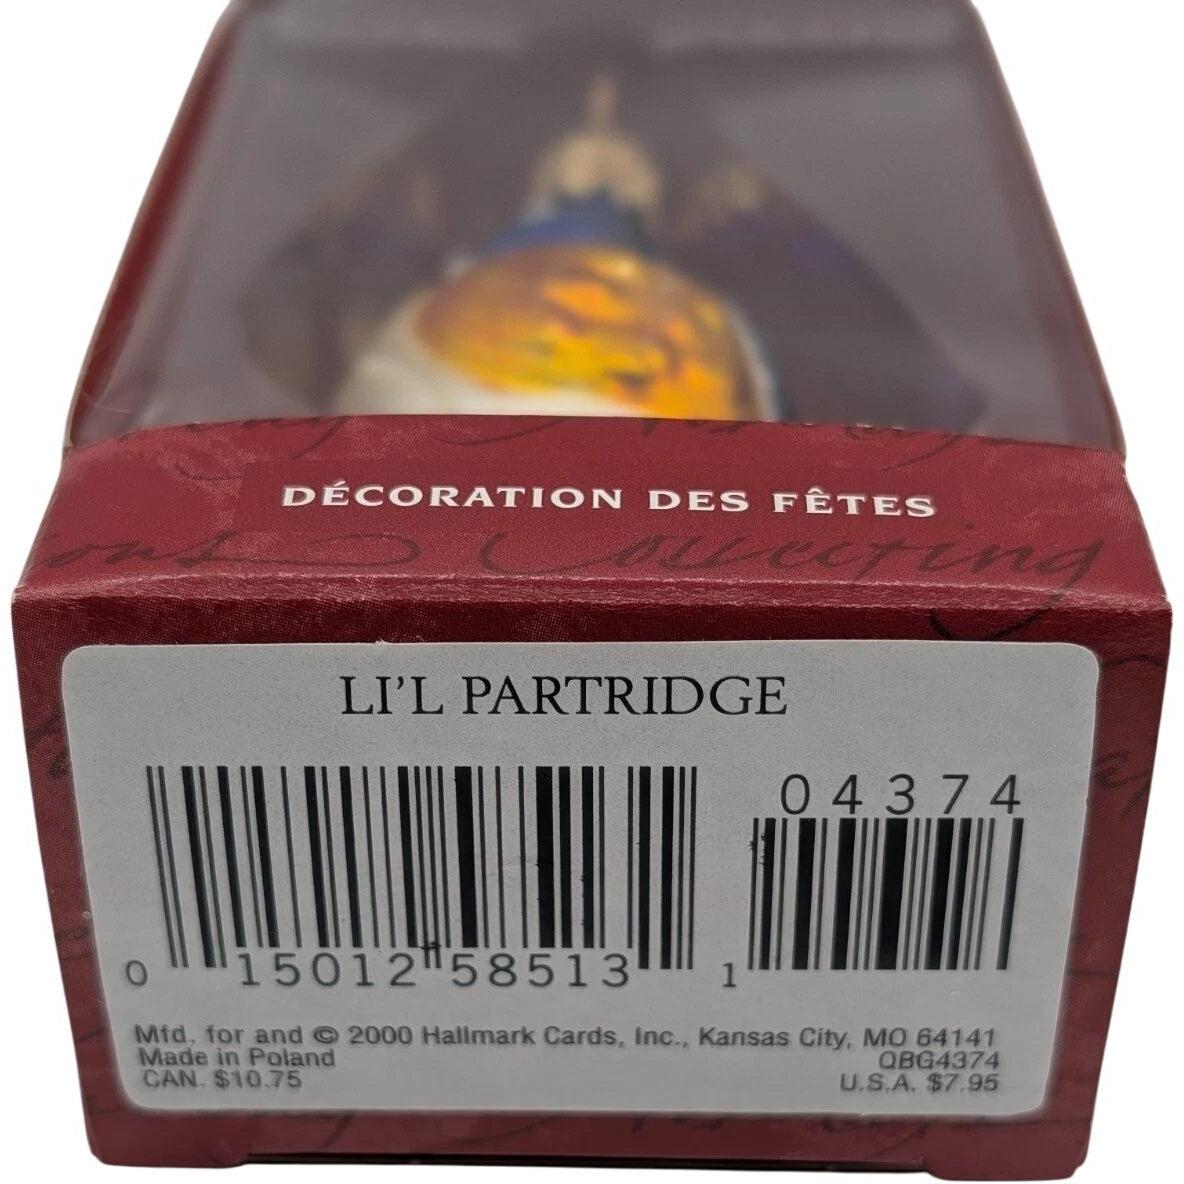 DÉCORATION DES FÊTES
Collecting
LI'L PARTRIDGE
04374
0 15012 58513 1
Mfd. for and © 2000 Hallmark Cards, Inc., Kansas City, MO 64141
Made in Poland QBG4374
CAN. $10.75 U.S.A. $7.95